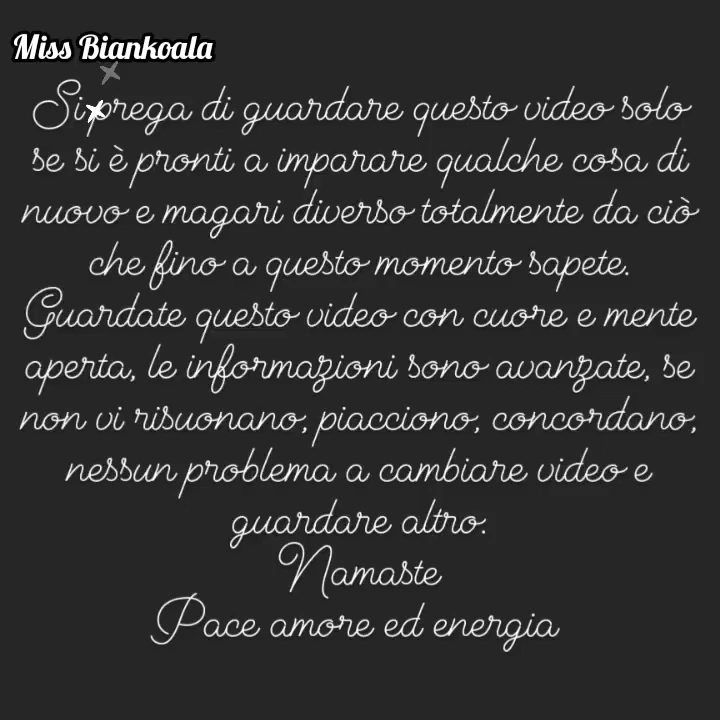 Miss Biankoala
Si prega di guardare questo video solo
se si è pronti a imparare qualche cosa di
nuovo e magari diverso totalmente da ciò
che fino a questo momento sapete.
Guardate questo video con cuore e mente
aperta, le informazioni sono avanzate, se
non vi risuonano, piacciono, concordano,
nessun problema a cambiare video e
guardare altro.
Namaste
Pace amore ed energia